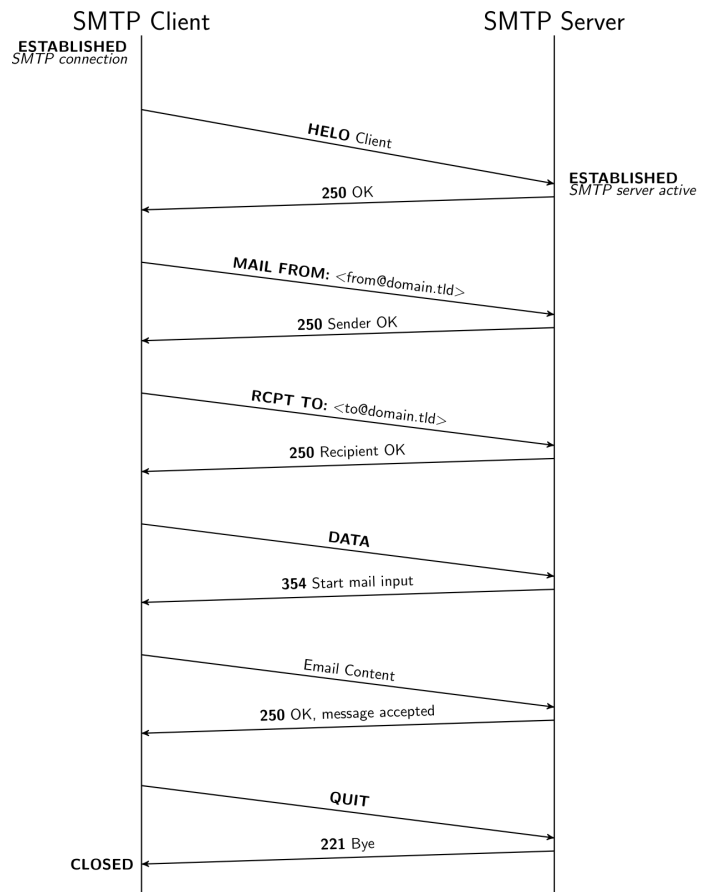 SMTP Client
SMTP Server
ESTABLISHED
SMTP connection
HELO Client
ESTABLISHED
SMTP server active
250 OK
MAIL FROM: <from@domain.tld>
250 Sender OK
RCPT TO: <to@domain.tld>
250 Recipient OK
DATA
354 Start mail input
Email Content
250 OK, message accepted
QUIT
221 Bye
CLOSED